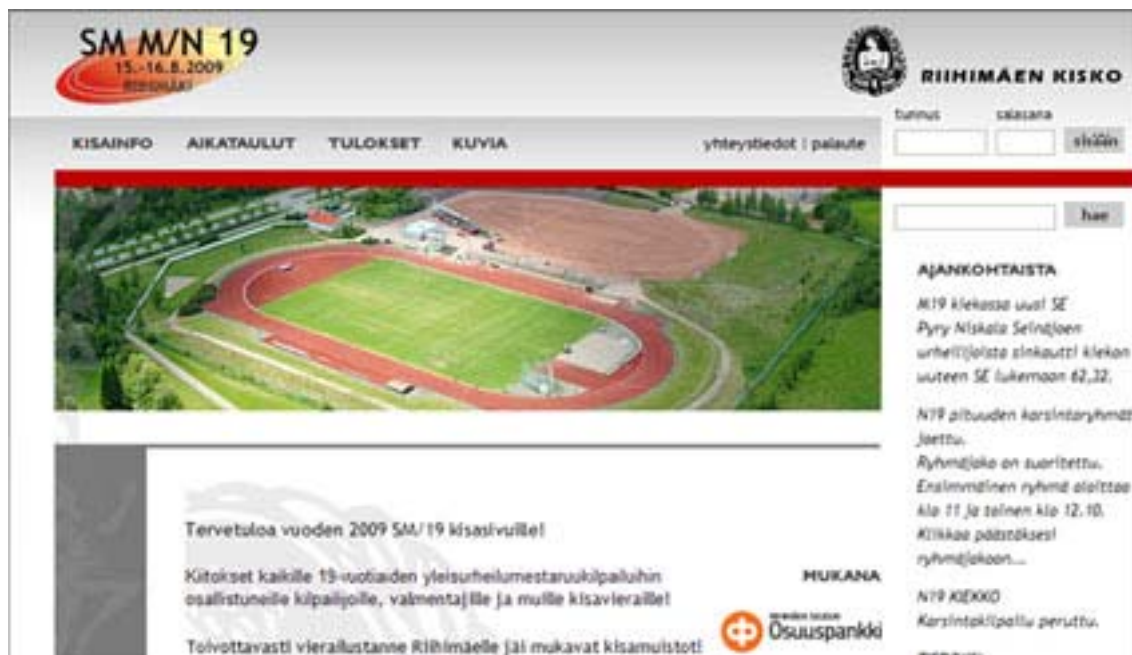 SM M/N 19
15.-16.8.2009
RIIHIMÄKI
RIIHIMÄEN KISKO
tunnus salasana
KISAINFO AIKATAULUT TULOKSET KUVIA yhteystiedot | palaute sisään
hae
AJANKOHTAISTA
M19 kiekossa uusi SE
Pyry Niskala Seinäjoen
urheilijoista sinkautti kiekon
uuteen SE lukemaan 62,32.
N19 pituuden karsintaryhmät
jaettu.
Ryhmäjako on suoritettu.
Ensimmäinen ryhmä aloittaa
klo 11 ja toinen klo 12.10.
Klikkaa päästäksesi
ryhmäjakoon...
N19 KIEKKO
Karsintakilpailu peruttu.
Tervetuloa vuoden 2009 SM/19 kisasivuille!
Kiitokset kaikille 19-vuotiaiden yleisurheilumestaruukilpailuihin
osallistuneille kilpailijoille, valmentajille ja muille kisavieraille!
Toivottavasti vierailustanne Riihimäelle jäi mukavat kisamuistot!
MUKANA
Osuuspankki